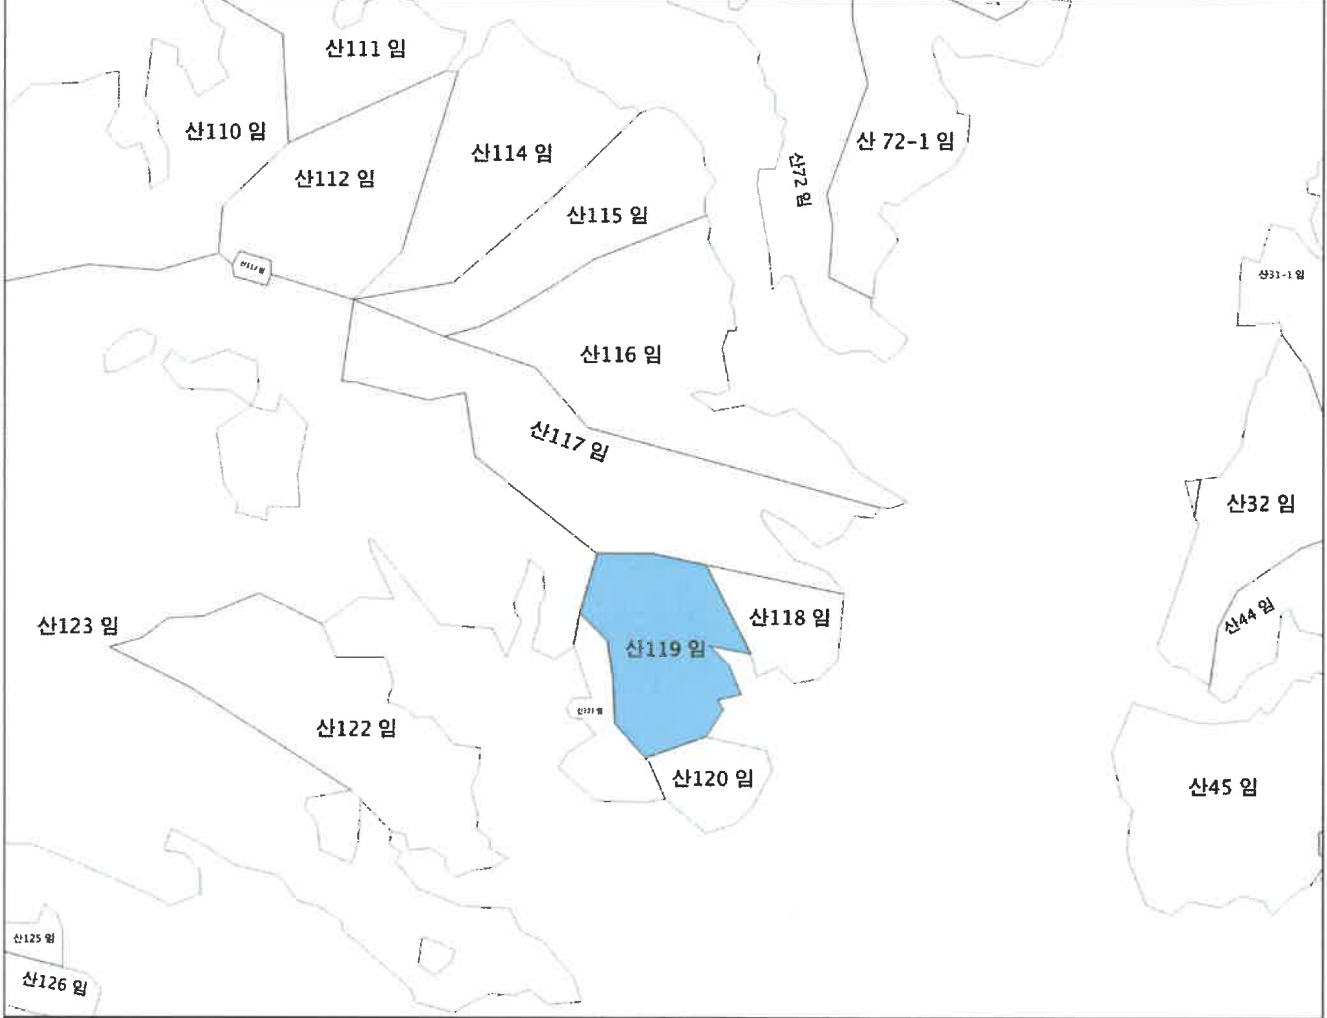 산111 임
산110 임
산 72-1 임
산114 임
산112 임
산72 임
산115 임
산31-1 임
산116 임
산117 임
산32 임
산44 임
산118 임
산123 임
산119 임
산122 임
산120 임
산45 임
산125 임
산126 임